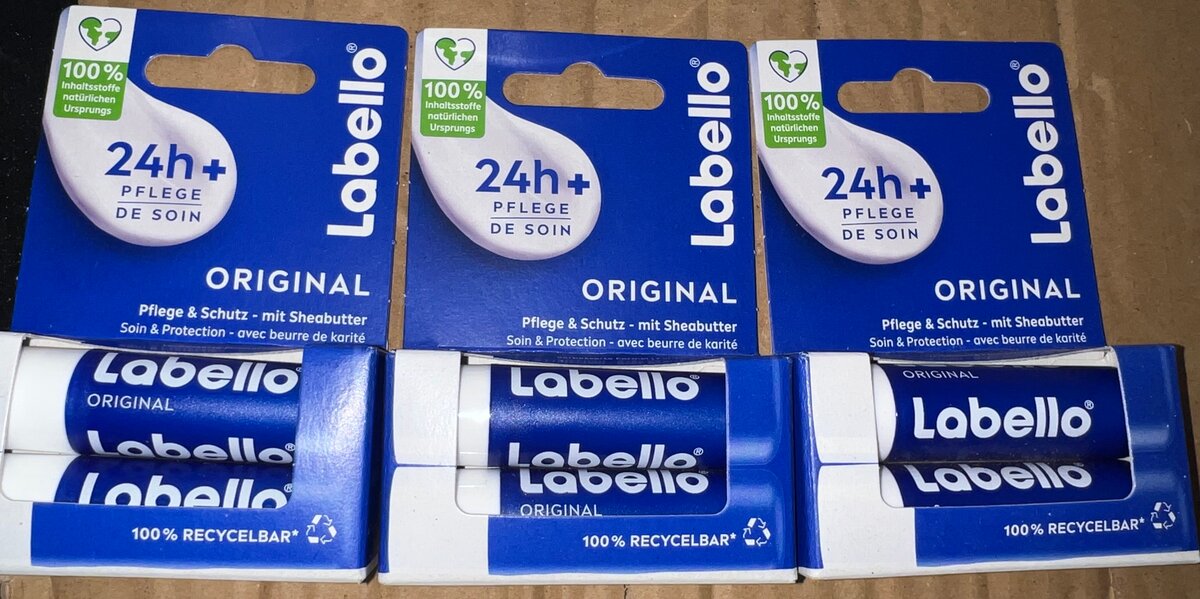 100%
Inhaltsstoffe
natürlichen
Ursprungs
24h+
PFLEGE
DE SOIN
Labello®
ORIGINAL
Pflege & Schutz - mit Sheabutter
Soin & Protection - avec beurre de karité
Labello®
ORIGINAL
Labello®
Labello®
100% RECYCELBAR*
100%
Inhaltsstoffe
natürlichen
Ursprungs
24h+
PFLEGE
DE SOIN
Labello®
ORIGINAL
Pflege & Schutz - mit Sheabutter
Soin & Protection - avec beurre de karité
Labello®
Labello®
Labello®
ORIGINAL
100% RECYCELBAR*
100%
Inhaltsstoffe
natürlichen
Ursprungs
24h+
PFLEGE
DE SOIN
Labello®
ORIGINAL
Pflege & Schutz - mit Sheabutter
Soin & Protection - avec beurre de karité
ORIGINAL
Labello®
Labello®
100% RECYCELBAR*